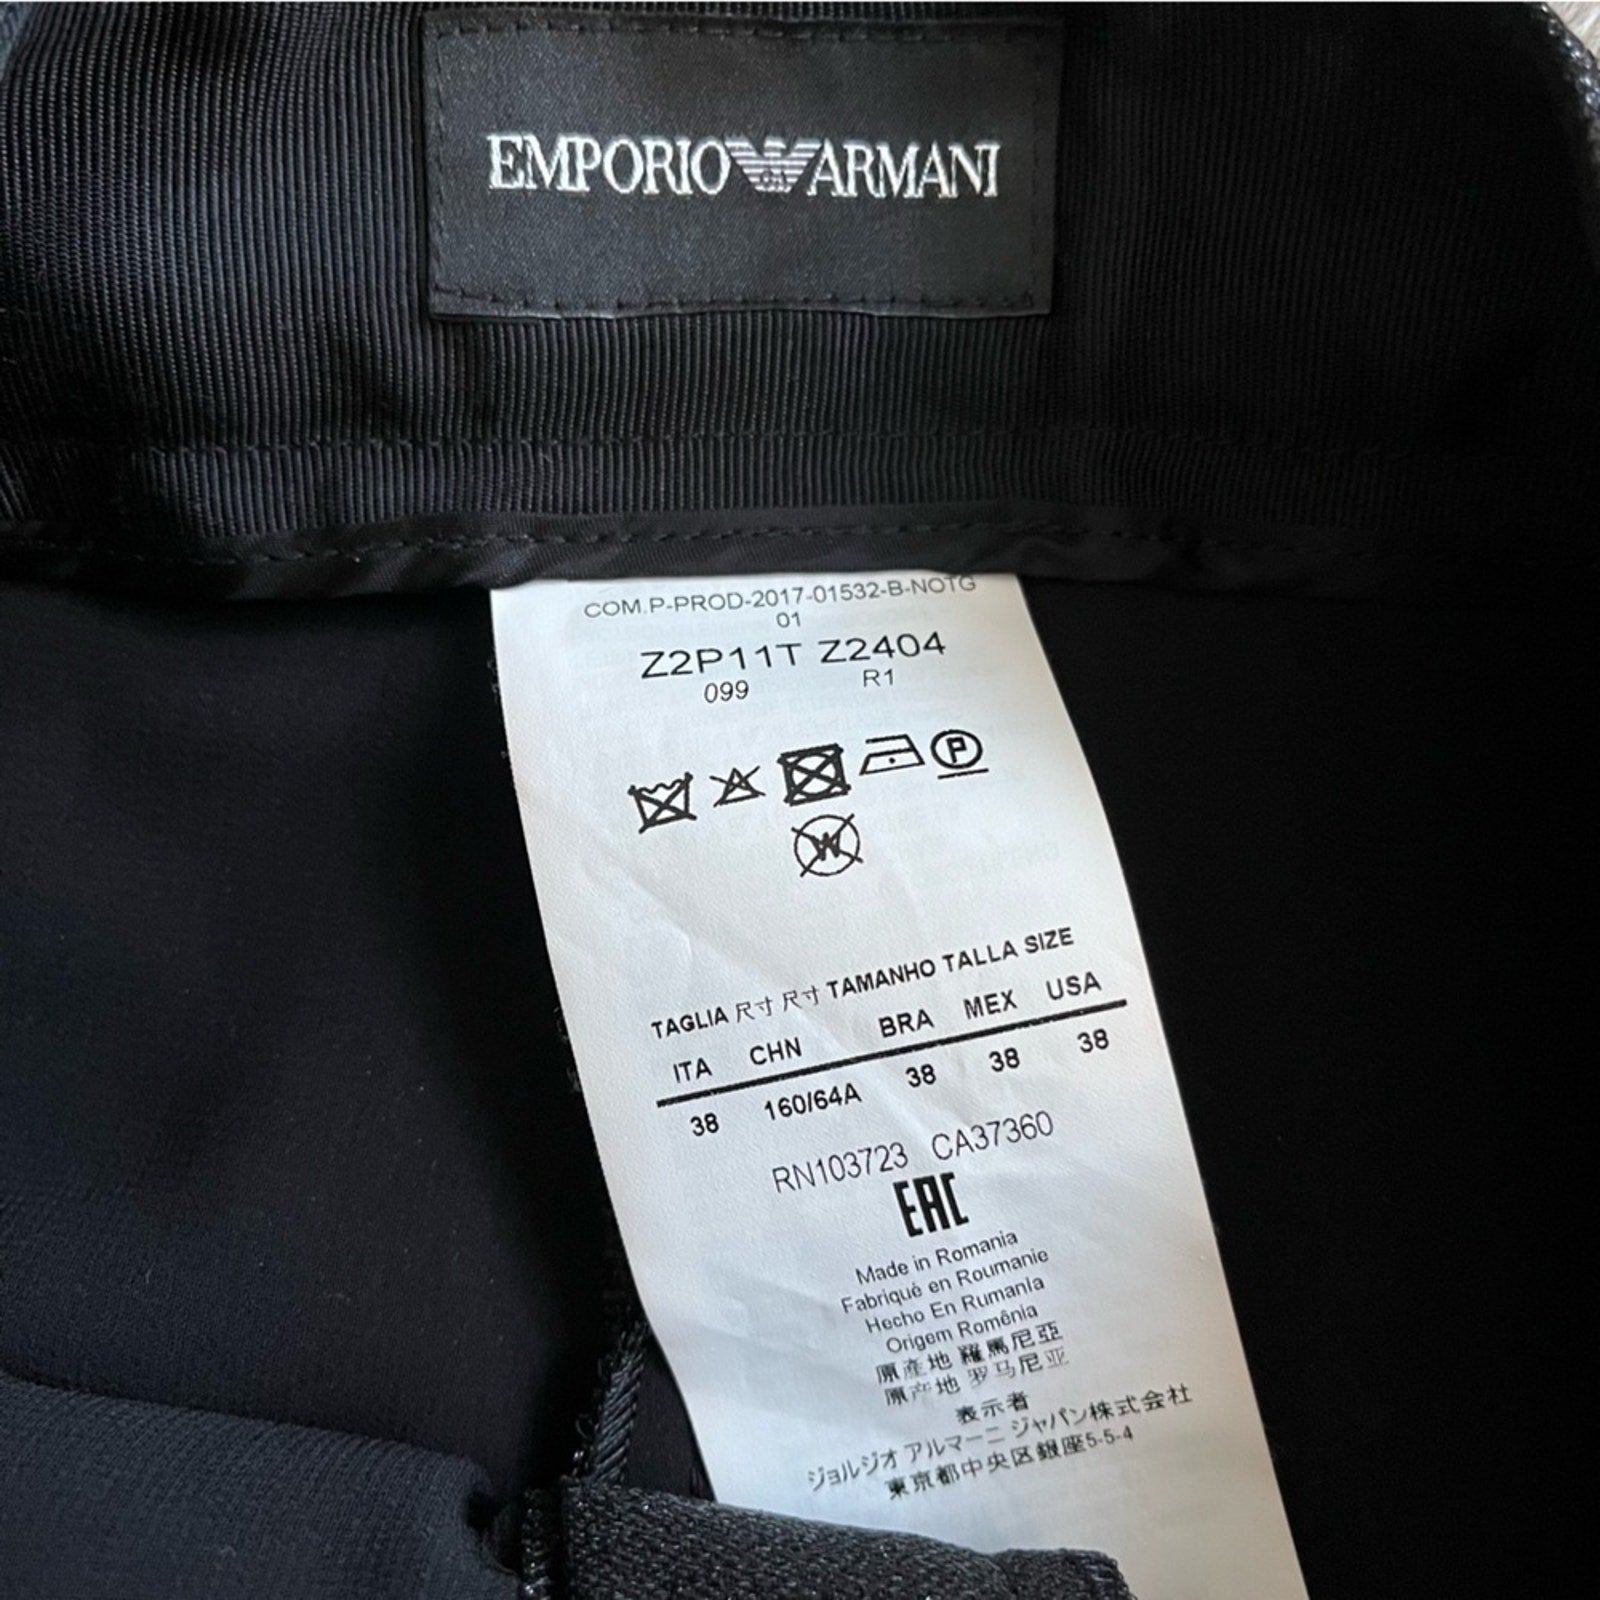 EMPORIO ARMANI
COM.P-PROD-2017-01532-B-NOTG
01
Z2P11T Z2404
099 R1
P
W
TAGLIA 尺寸 尺寸 TAMANHO TALLA SIZE
ITA CHN BRA MEX USA
38 160/64A 38 38 38
RN103723 CA37360
EAC
Made in Romania
Fabriqué en Roumanie
Hecho En Rumanía
Origem Romênia
原產地 羅馬尼亞
原产地 罗马尼亚
表示者
ジョルジオ アルマーニ ジャパン株式会社
東京都中央区銀座5-5-4